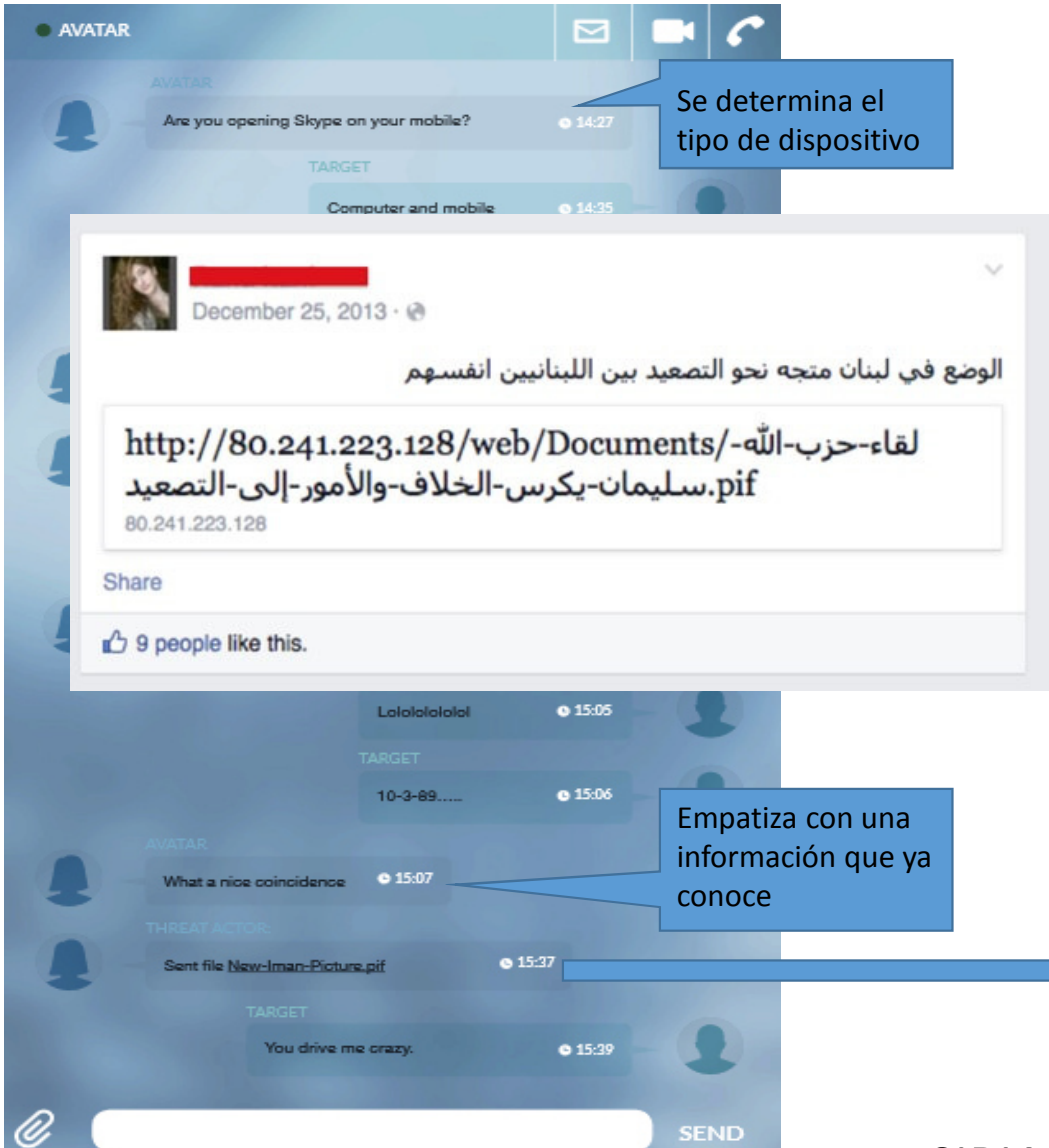 AVATAR
AVATAR
Are you opening Skype on your mobile?
14:27
Se determina el
tipo de dispositivo
TARGET
Computer and mobile
14:35
December 25, 2013
الوضع في لبنان متجه نحو التصعيد بين اللبنانيين انفسهم
http://80.241.223.128/web/Documents/لقاء-حزب-الله-
سليمان-يكرس-الخلاف-والأمور-إلى-التصعيد.pif
80.241.223.128
Share
9 people like this.
Lolololololol
15:05
TARGET
10-3-89.....
15:06
Empatiza con una
información que ya
conoce
AVATAR
What a nice coincidence
15:07
THREAT ACTOR:
Sent file New-Iman-Picture.pif
15:37
TARGET
You drive me crazy.
15:39
SEND